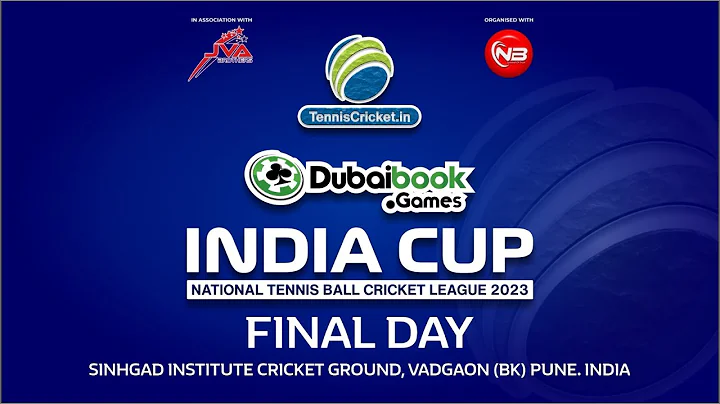 IN ASSOCIATION WITH
JVA
BROTHERS
ORGANISED WITH
NB
TennisCricket.in
Dubaibook
.Games
INDIA CUP
NATIONAL TENNIS BALL CRICKET LEAGUE 2023
FINAL DAY
SINHGAD INSTITUTE CRICKET GROUND, VADGAON (BK) PUNE. INDIA